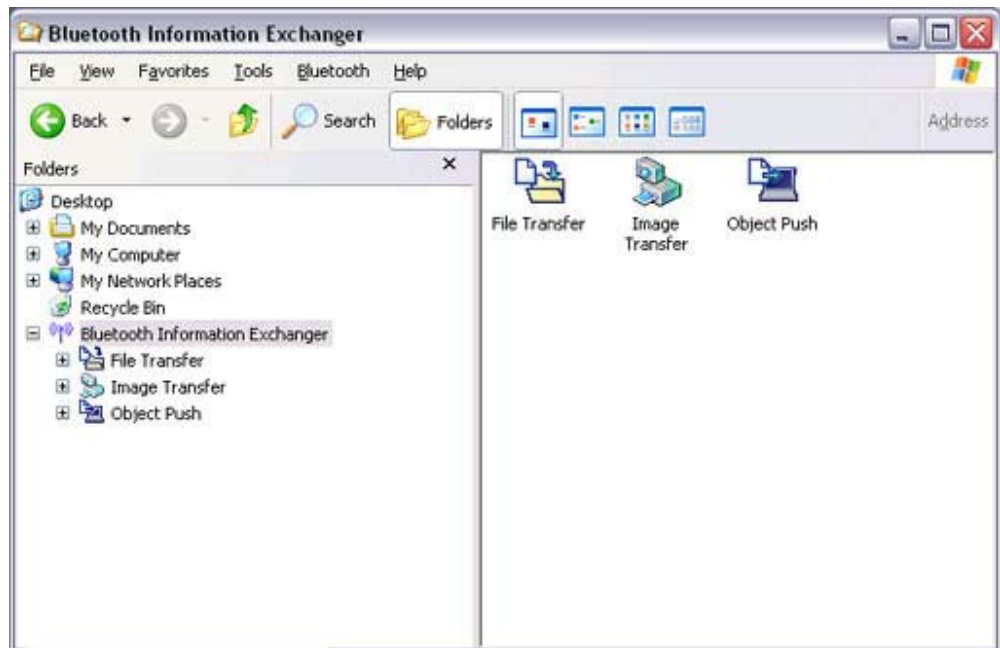 Bluetooth Information Exchanger
File View Favorites Tools Bluetooth Help
Back Search Folders Address
Folders
Desktop
My Documents
My Computer
My Network Places
Recycle Bin
Bluetooth Information Exchanger
File Transfer
Image Transfer
Object Push
File Transfer
Image
Transfer
Object Push